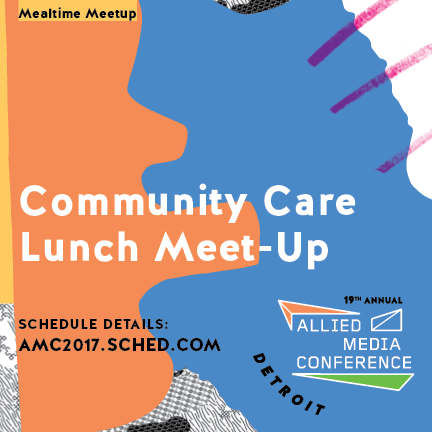 Mealtime Meetup
Community Care
Lunch Meet-Up
SCHEDULE DETAILS:
AMC2017.SCHED.COM
19TH ANNUAL
ALLIED
MEDIA
CONFERENCE
DETROIT